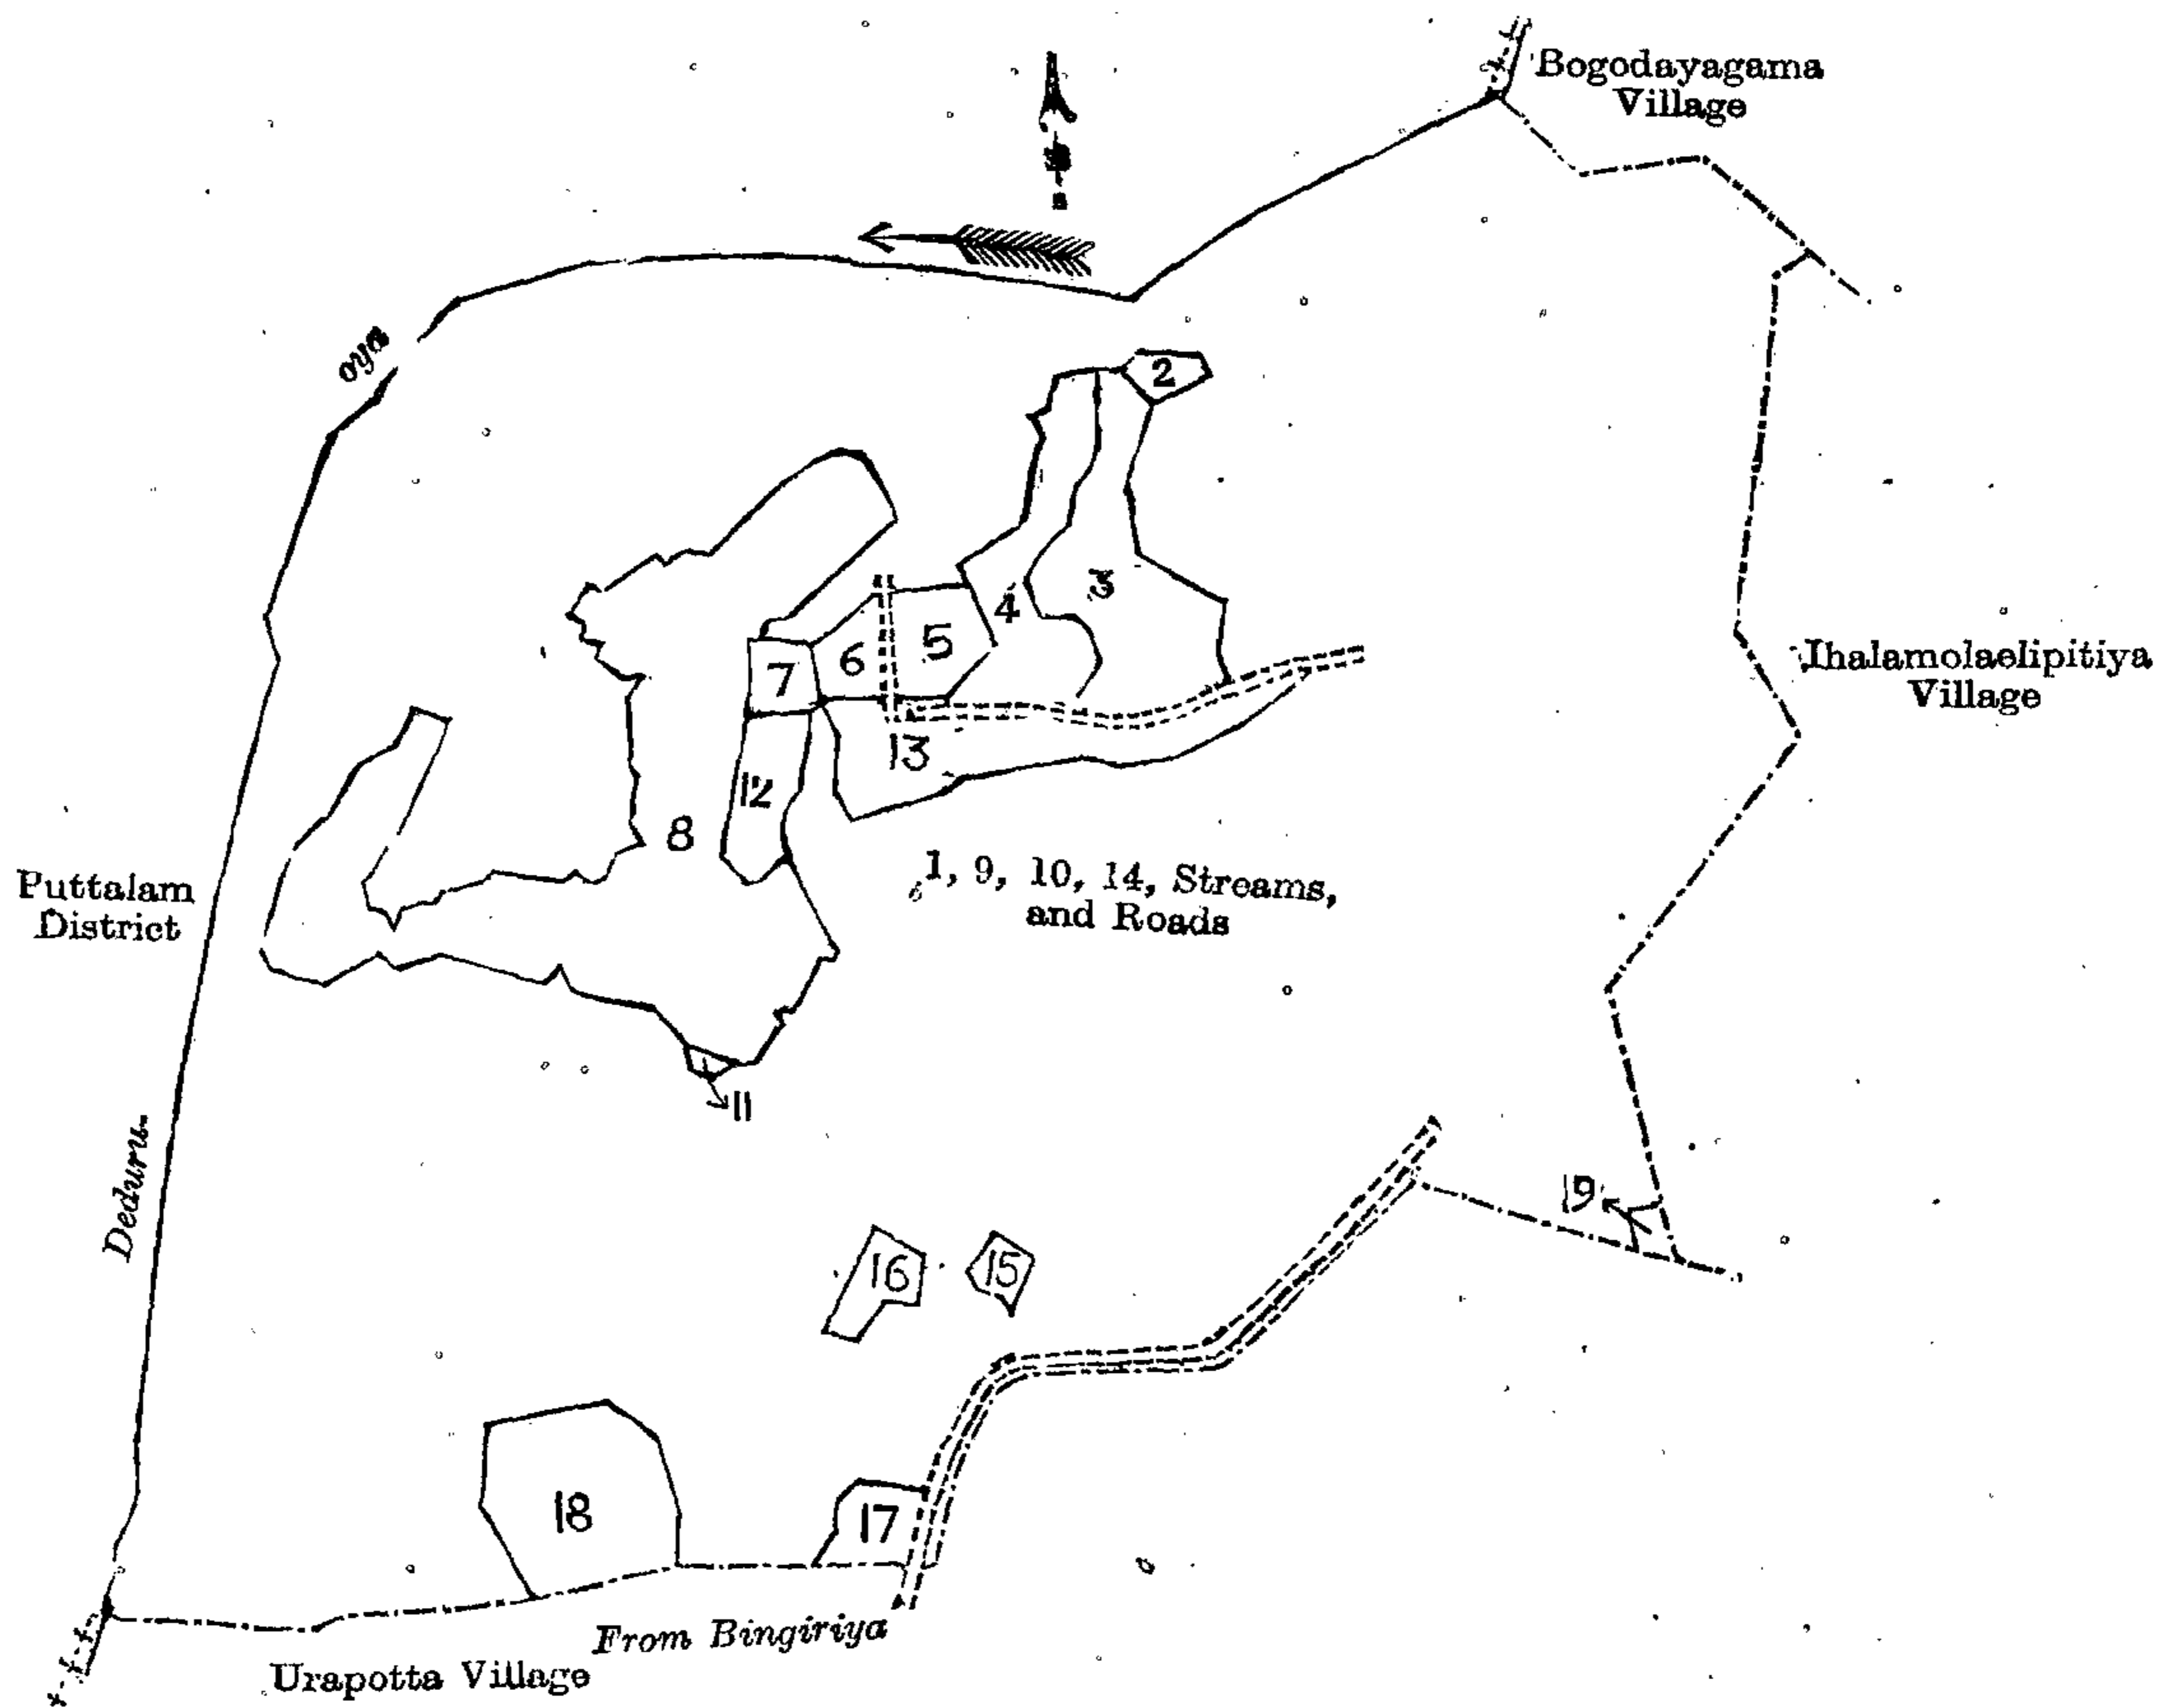 Bogodayagama
Village
oya
2
3
4
5
6
7
Ihalamolaelipitiya
Village
13
12
8
1, 9, 10, 14, Streams,
and Roads
Puttalam
District
11
Deduru-
19
16
15
18
17
From Bingiriya
Urapotta Village